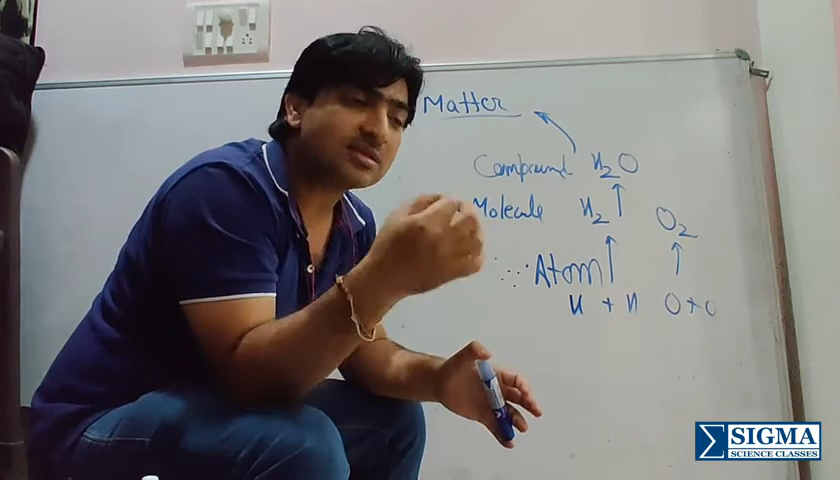 Matter
Compound H₂O
Molecule H₂
O₂
Atom
H + H O + O
SIGMA
SCIENCE CLASSES